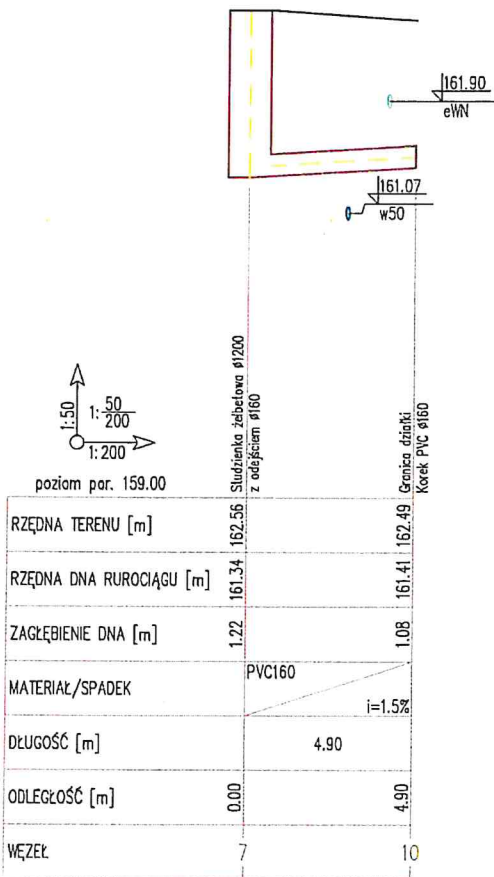 161.90
eWN
161.07
w50
Studzienka żelbetowa ø1200
z odejściem ø160
Granica działki
Korek PVC ø160
1:50
1: 50
200
1:200
poziom por. 159.00
RZĘDNA TERENU [m] 162.56 162.49
RZĘDNA DNA RUROCIĄGU [m] 161.34 161.41
ZAGŁĘBIENIE DNA [m] 1.22 1.08
MATERIAŁ/SPADEK PVC160 i=1.5%
DŁUGOŚĆ [m] 4.90
ODLEGŁOŚĆ [m] 0.00 4.90
WĘZEŁ 7 10